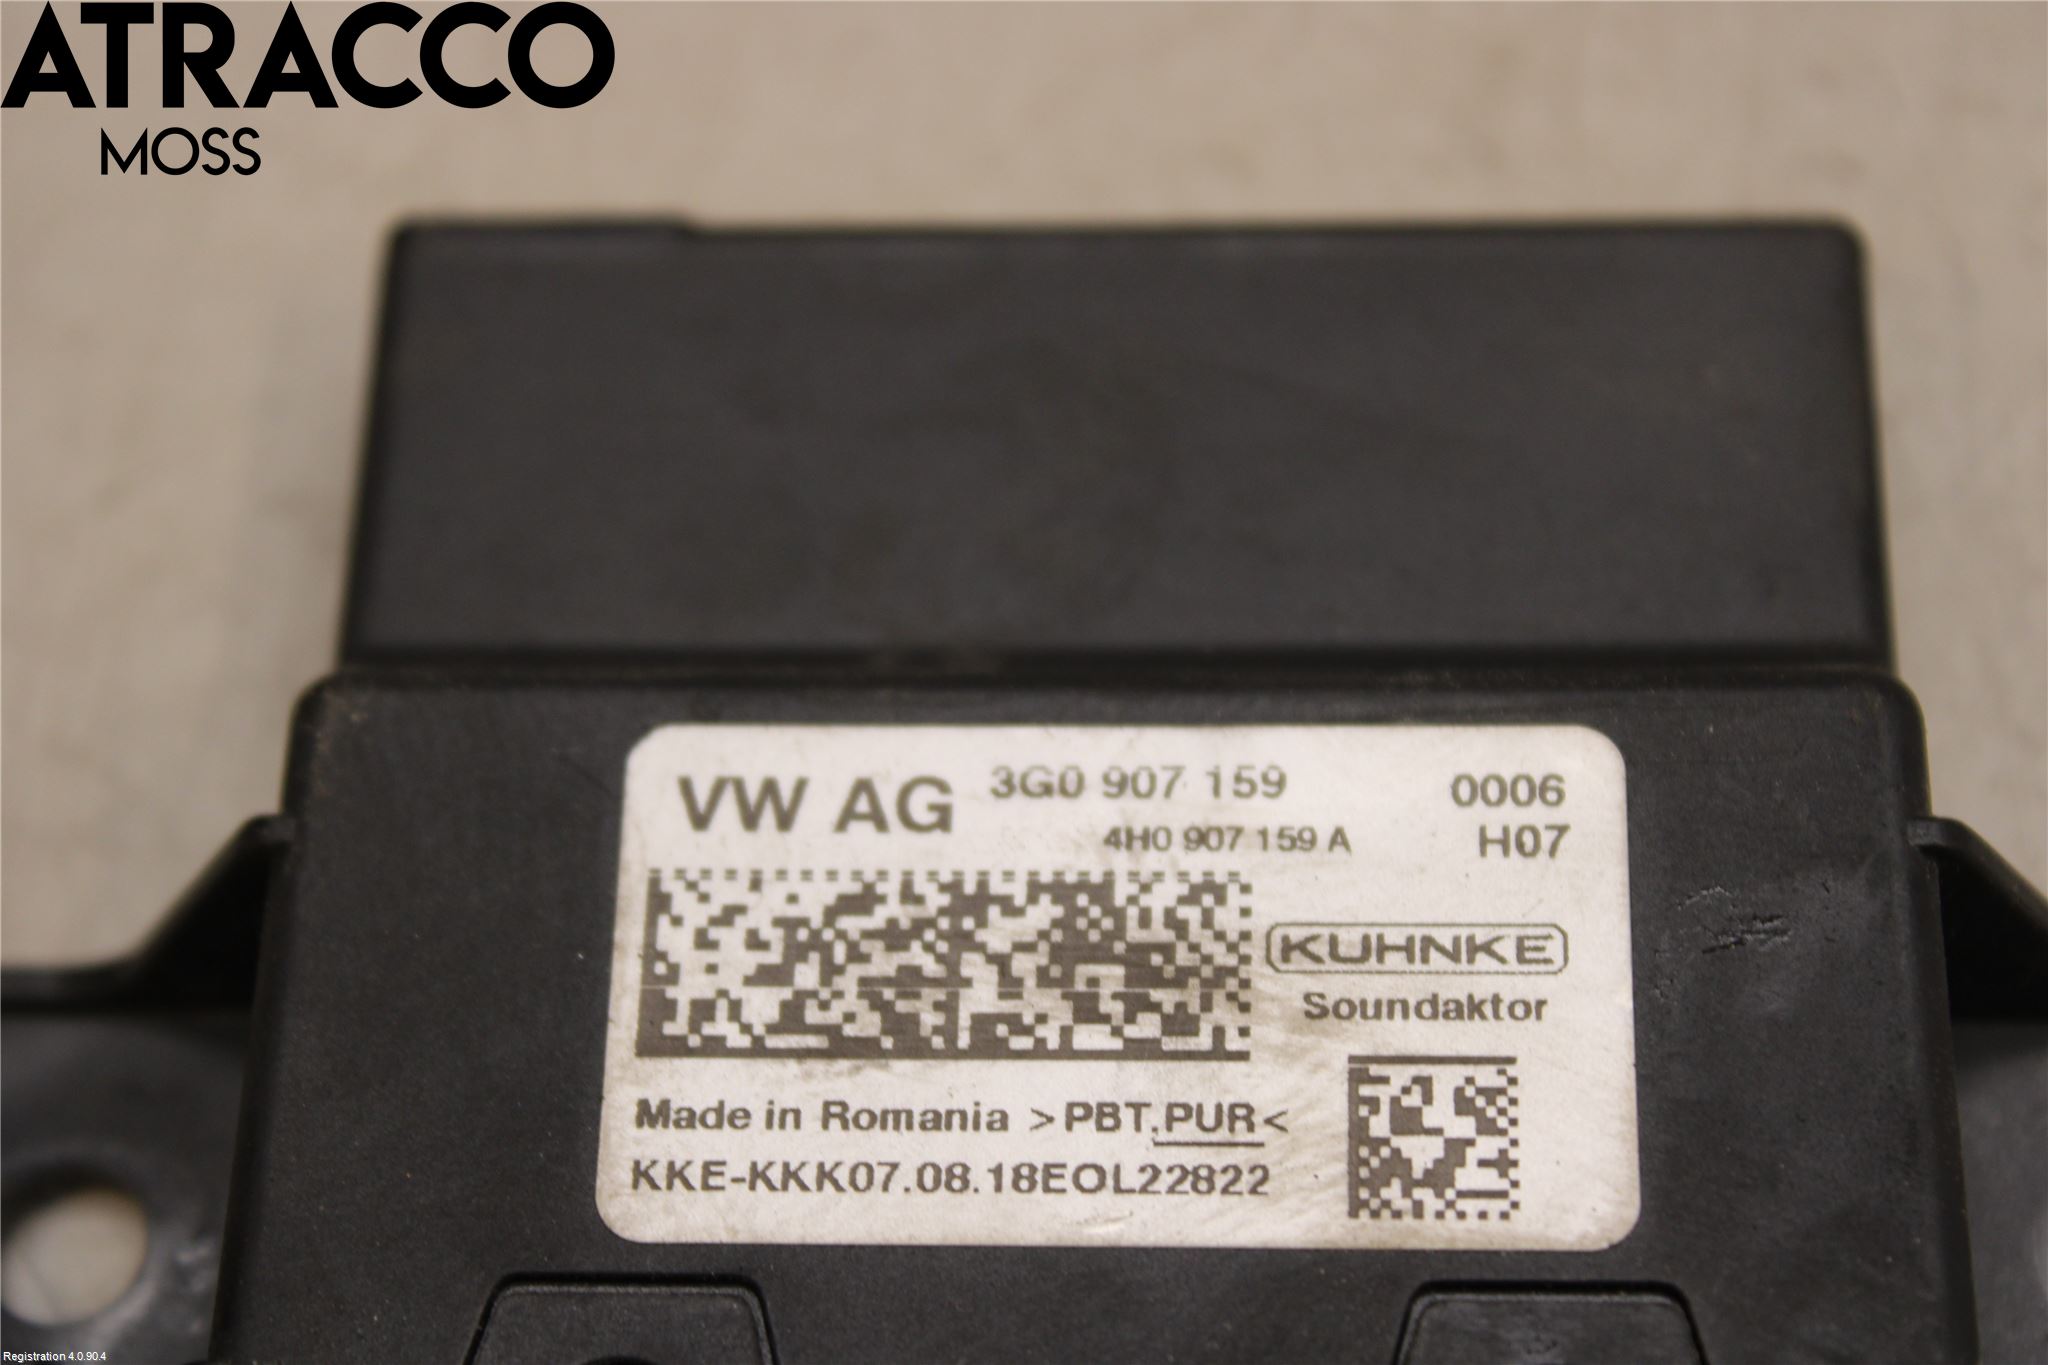 ATRACCO
MOSS
VW AG 3G0 907 159 0006
4H0 907 159 A H07
KUHNKE
Soundaktor
Made in Romania >PBT.PUR<
KKE-KKK07.08.18EOL22822
Registration 4.0.90.4